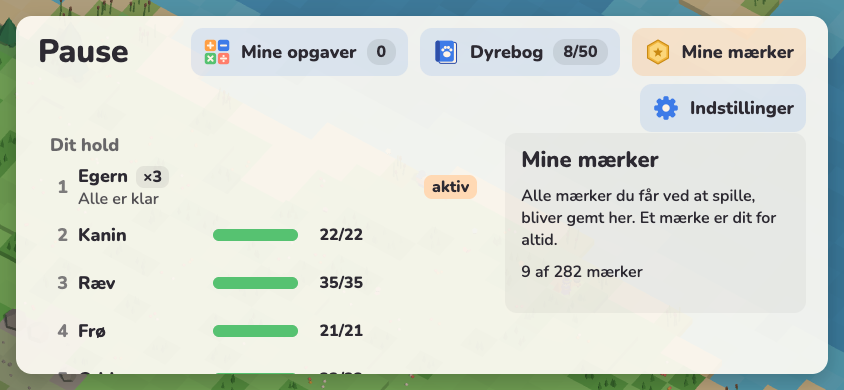 Pause
Mine opgaver 0
Dyrebog 8/50
Mine mærker
Indstillinger
Dit hold
1 Egern ×3
Alle er klar
aktiv
2 Kanin 22/22
3 Ræv 35/35
4 Frø 21/21
Mine mærker
Alle mærker du får ved at spille,
bliver gemt her. Et mærke er dit for
altid.
9 af 282 mærker